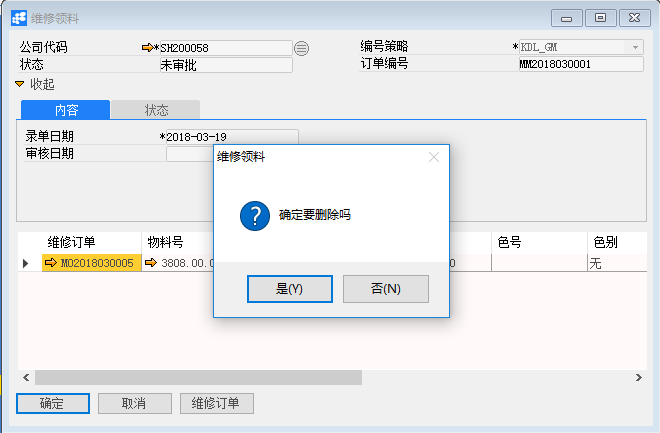 维修领料
公司代码 *SH200058 编号策略 *KDL_GM
状态 未审批 订单编号 MM2018030001
收起
内容 状态
录单日期 *2018-03-19
审核日期
维修领料
确定要删除吗
是(Y) 否(N)
维修订单 物料号 色号 色别
MO2018030005 3808.00.0 0 无
确定 取消 维修订单